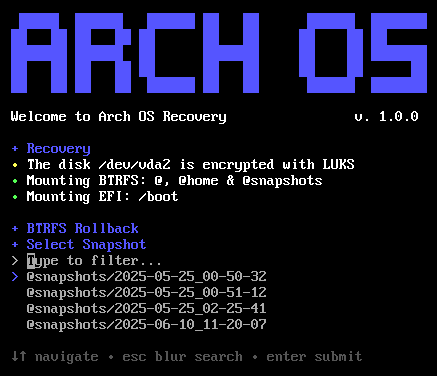 ARCH OS
Welcome to Arch OS Recovery v. 1.0.0
+ Recovery
• The disk /dev/vda2 is encrypted with LUKS
• Mounting BTRFS: @, @home & @snapshots
• Mounting EFI: /boot
+ BTRFS Rollback
+ Select Snapshot
> Type to filter...
> @snapshots/2025-05-25_00-50-32
@snapshots/2025-05-25_00-51-12
@snapshots/2025-05-25_02-25-41
@snapshots/2025-06-10_11-20-07
↓↑ navigate • esc blur search • enter submit